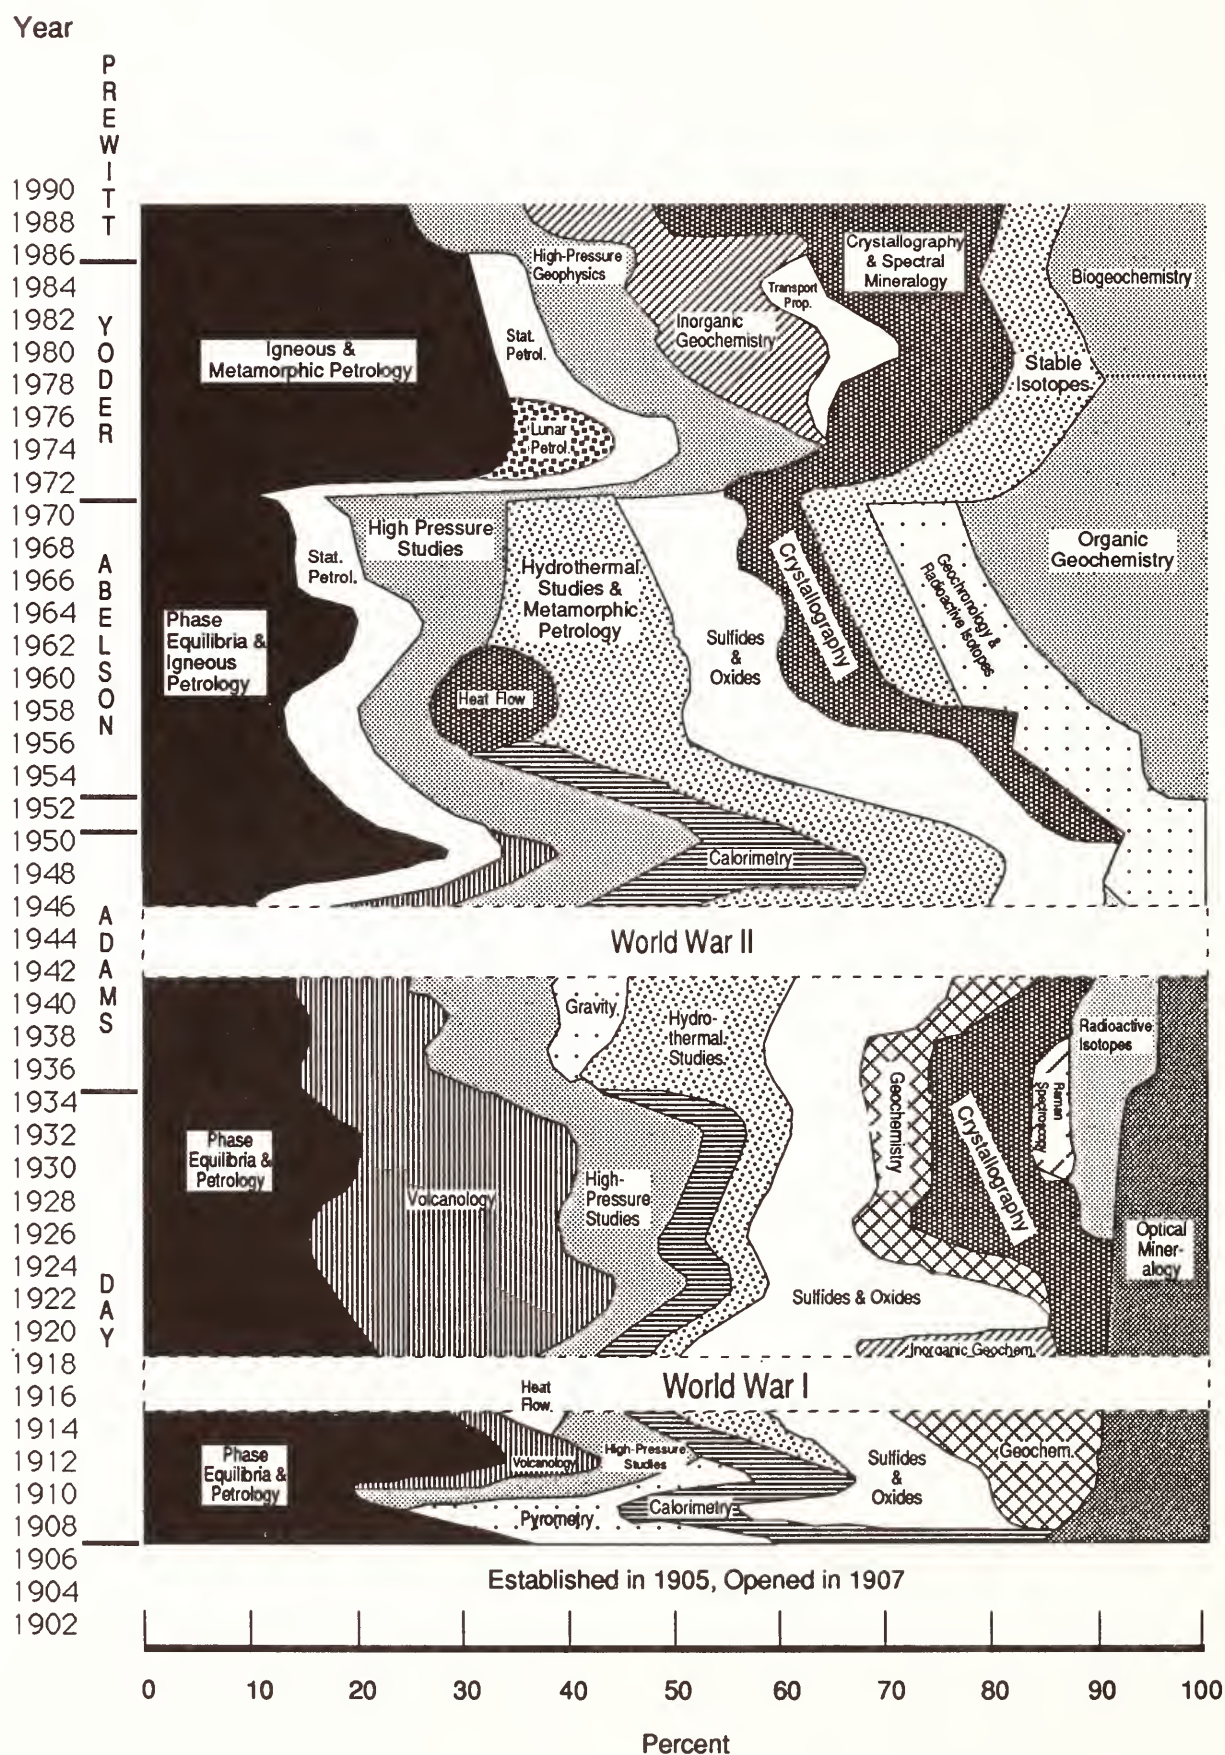 Year
PREWITT
YODER
ABELSON
ADAMS
DAY
1990
1988
1986
1984
1982
1980
1978
1976
1974
1972
1970
1968
1966
1964
1962
1960
1958
1956
1954
1952
1950
1948
1946
1944
1942
1940
1938
1936
1934
1932
1930
1928
1926
1924
1922
1920
1918
1916
1914
1912
1910
1908
1906
1904
1902
Igneous &
Metamorphic Petrology
Stat.
Petrol.
Lunar
Petrol.
High-Pressure
Geophysics
Inorganic
Geochemistry
Transport
Prop.
Crystallography
& Spectral
Mineralogy
Stable
Isotopes
Biogeochemistry
Phase
Equilibria &
Igneous
Petrology
Stat.
Petrol.
High Pressure
Studies
Hydrothermal
Studies &
Metamorphic
Petrology
Heat Flow
Sulfides
&
Oxides
Crystallography
Geochronology &
Radioactive Isotopes
Organic
Geochemistry
Calorimetry
World War II
Phase
Equilibria &
Petrology
Volcanology
High-
Pressure
Studies
Gravity
Hydro-
thermal
Studies
Sulfides & Oxides
Geochemistry
Crystallography
Raman
Spectroscopy
Radioactive
Isotopes
Optical
Miner-
alogy
Inorganic Geochem.
World War I
Heat
Flow
Phase
Equilibria &
Petrology
Volcanology
High-Pressure
Studies
Pyrometry
Calorimetry
Sulfides
&
Oxides
Geochem.
Established in 1905, Opened in 1907
0 10 20 30 40 50 60 70 80 90 100
Percent